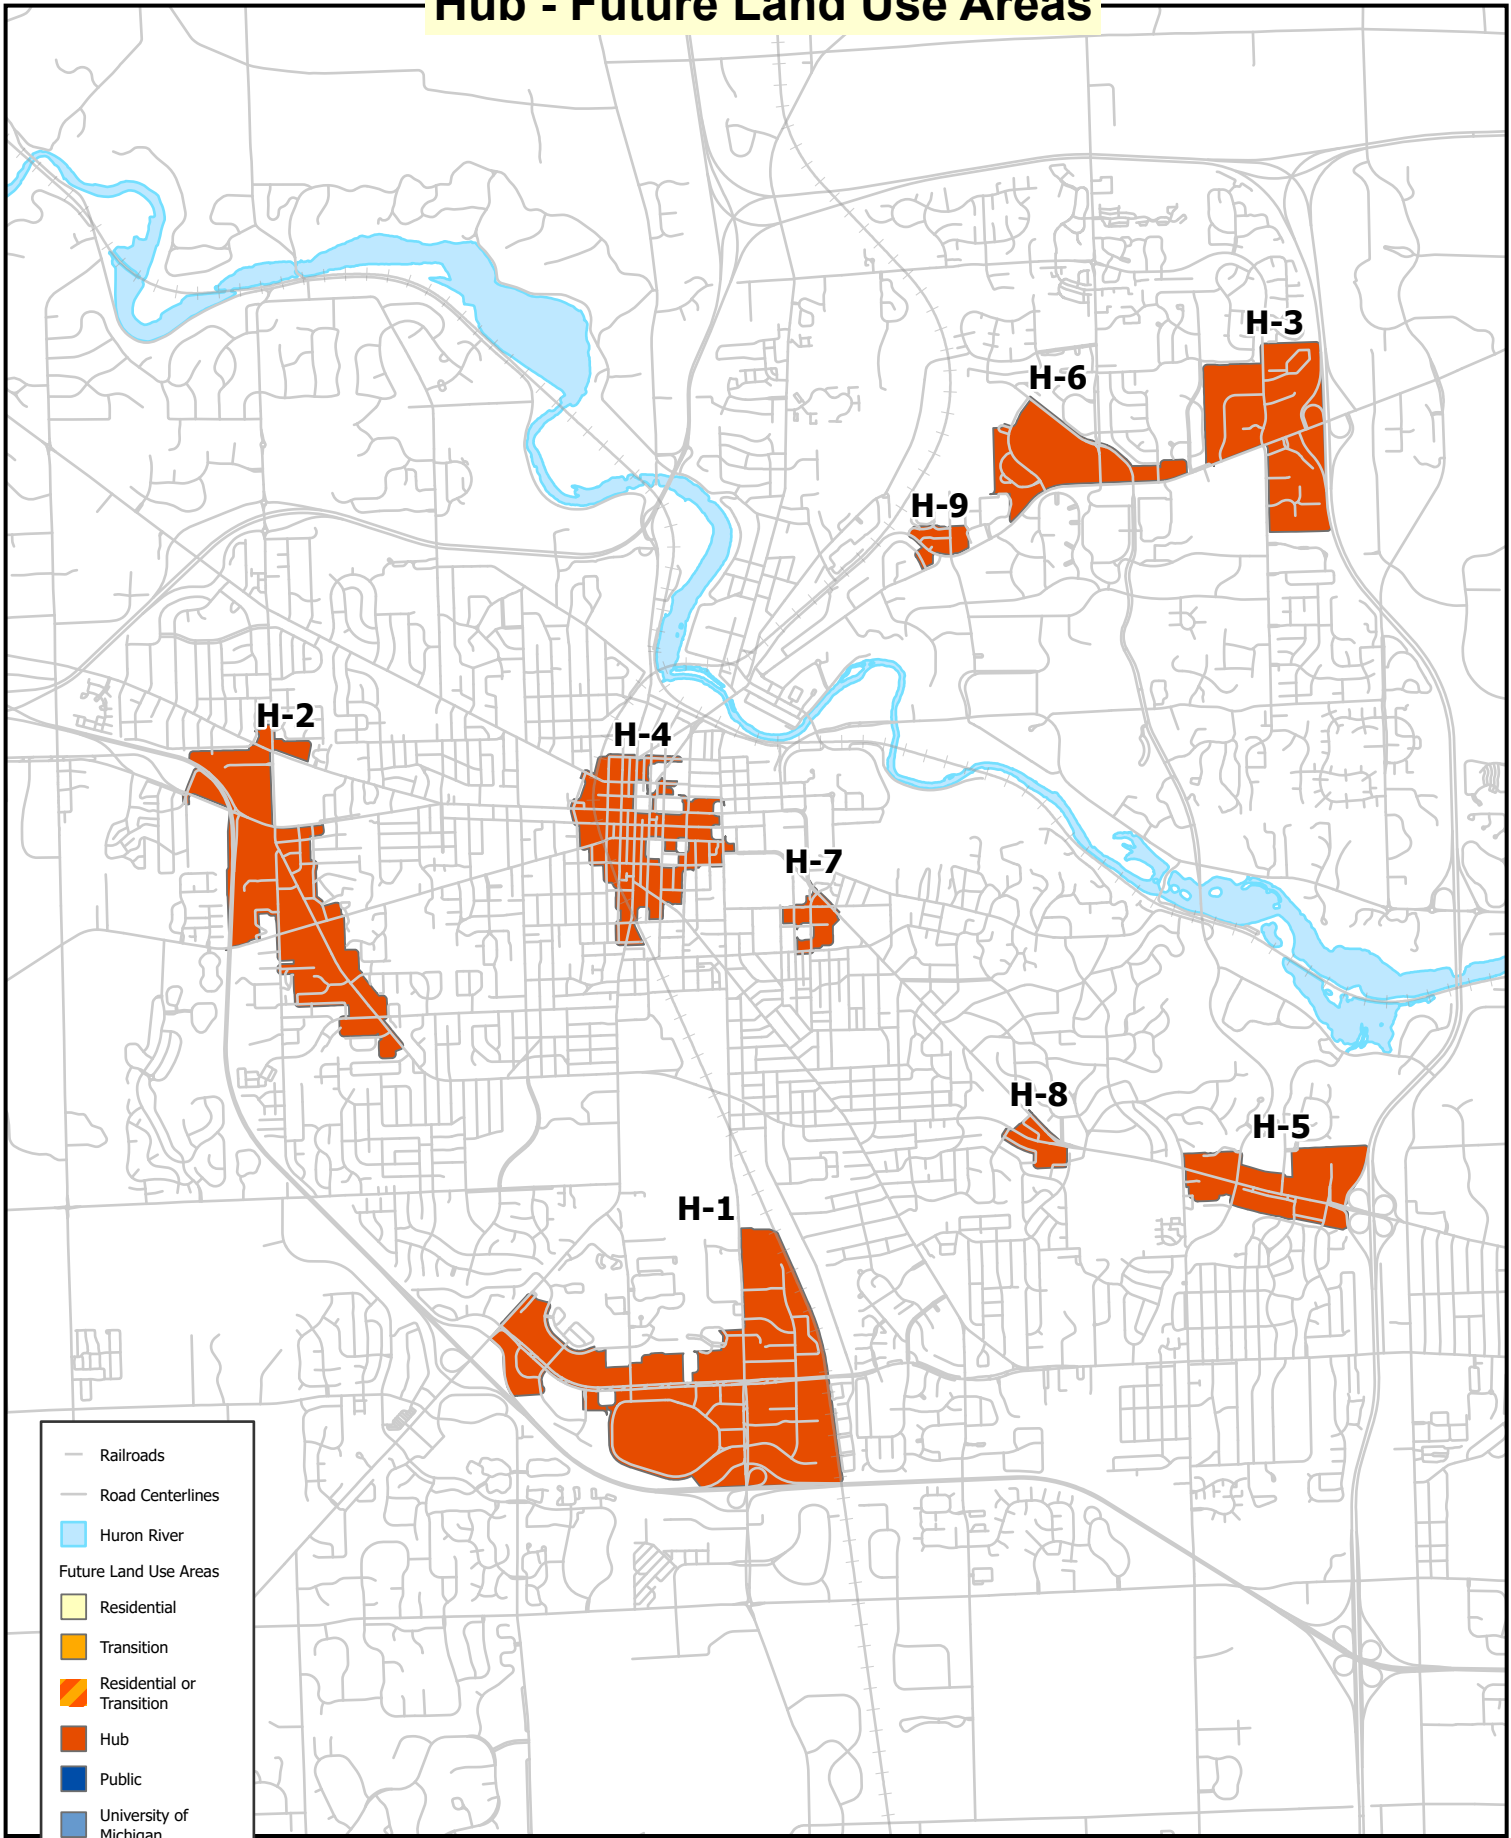 Hub - Future Land Use Areas
H-3
H-6
H-9
H-2
H-4
H-7
H-8
H-5
H-1
Railroads
Road Centerlines
Huron River
Future Land Use Areas
Residential
Transition
Residential or
Transition
Hub
Public
University of
Michigan